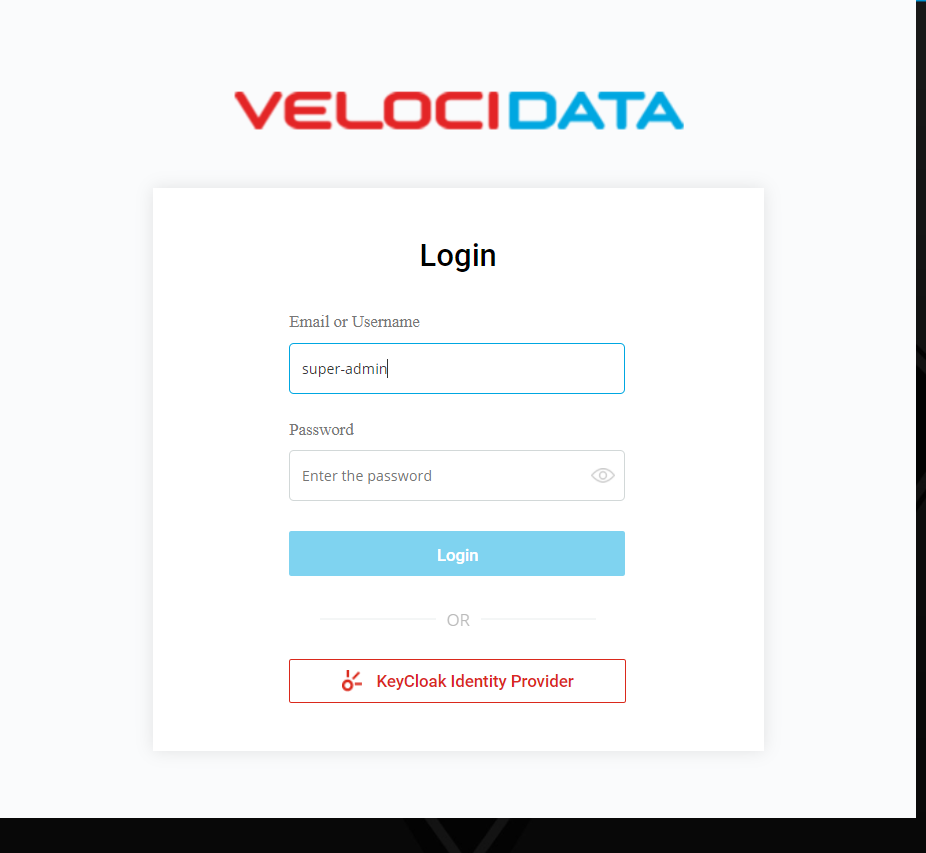 VELOCIDATA
Login
Email or Username
super-admin
Password
Enter the password
Login
OR
KeyCloak Identity Provider